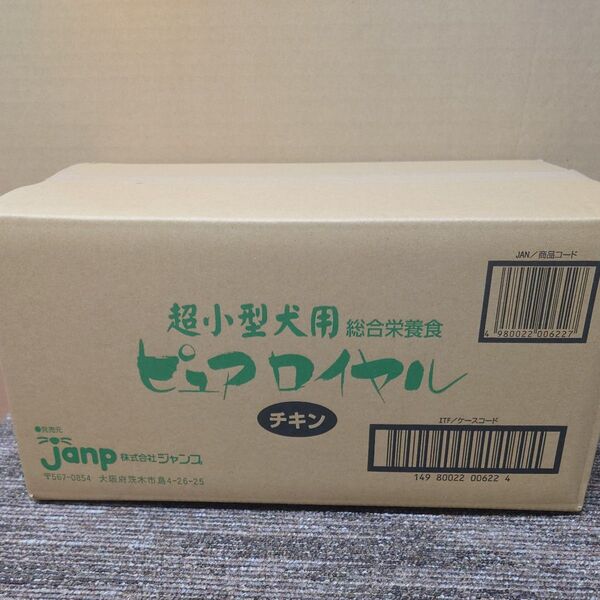 JAN/商品コード
4 980022 006227
超小型犬用 総合栄養食
ピュアロイヤル
チキン
●発売元
janp 株式会社ジャンプ
〒567-0854 大阪府茨木市島4-26-25
ITF/ケースコード
149 80022 00622 4